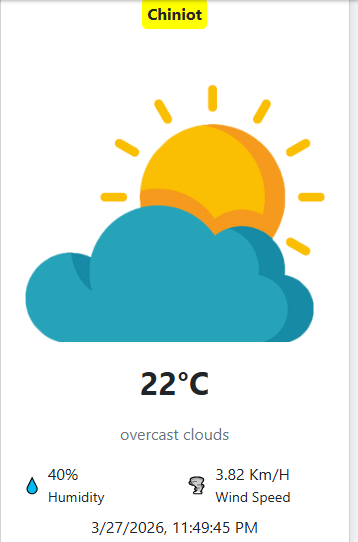 Chiniot
22°C
overcast clouds
40%
Humidity
3.82 Km/H
Wind Speed
3/27/2026, 11:49:45 PM